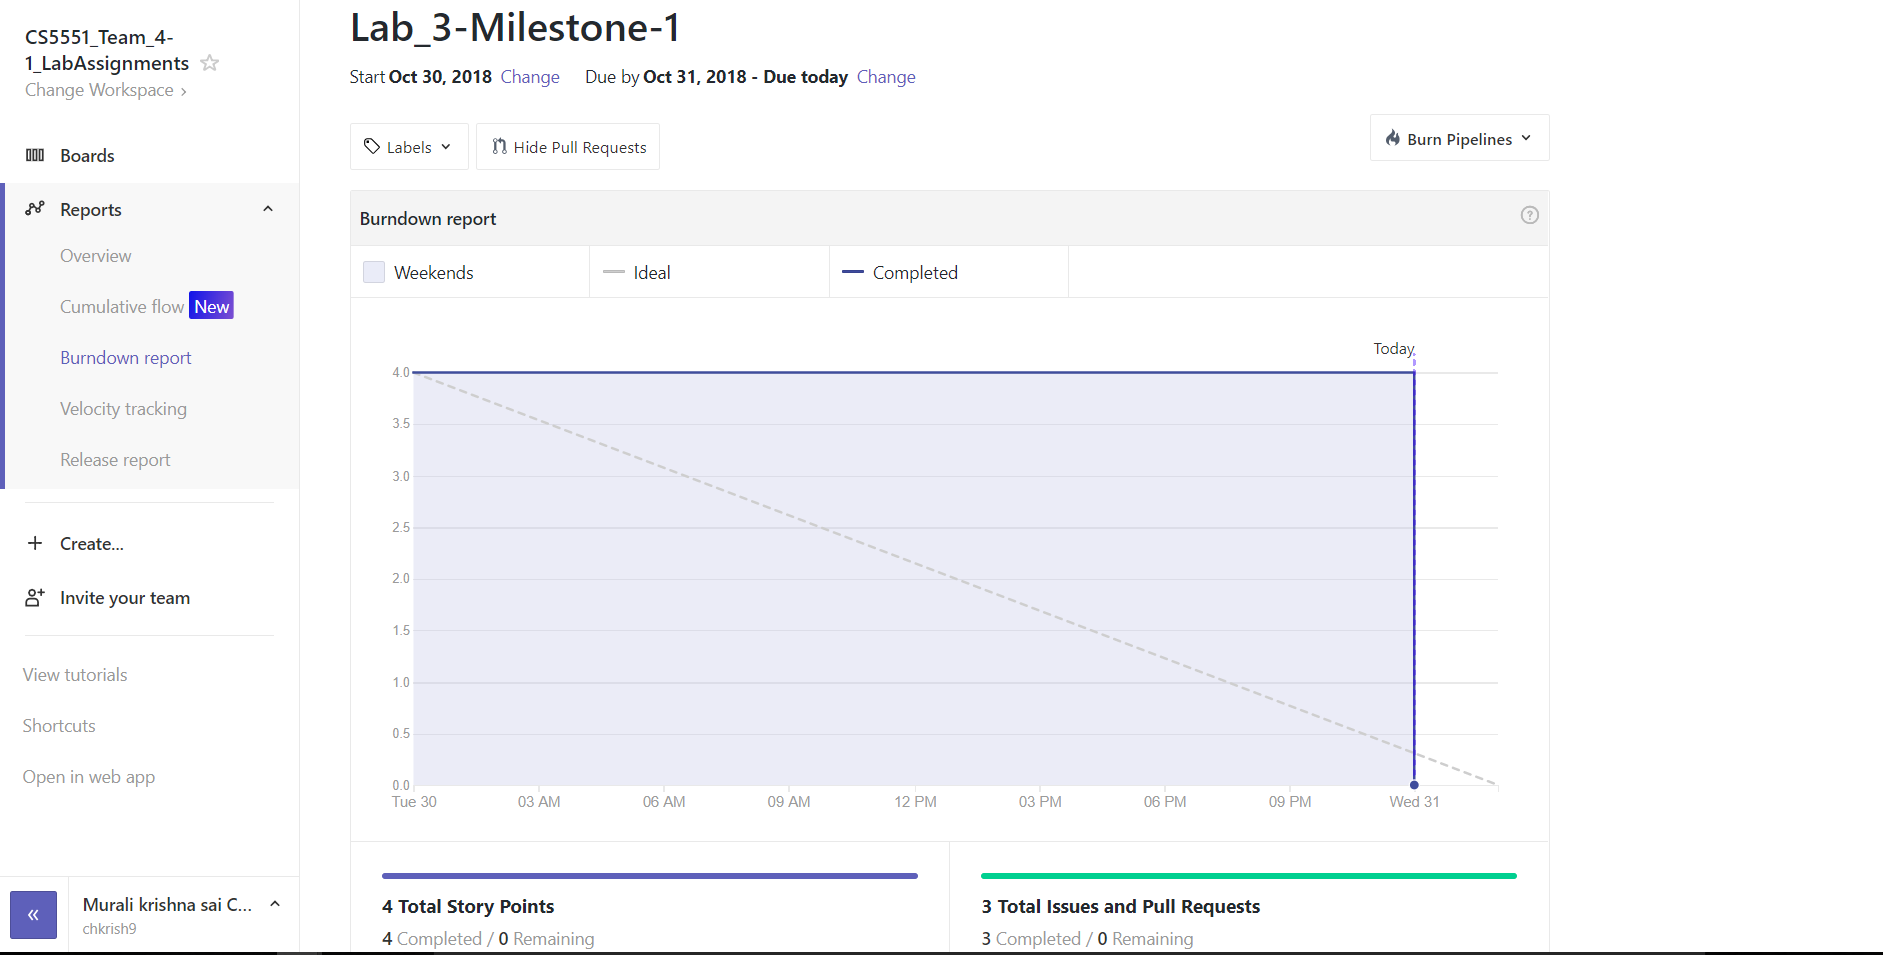 CS5551_Team_4-
1_LabAssignments
Change Workspace ›
Boards
Reports
Overview
Cumulative flow New
Burndown report
Velocity tracking
Release report
+ Create...
Invite your team
View tutorials
Shortcuts
Open in web app
«
Murali krishna sai C...
chkrish9
Lab_3-Milestone-1
Start Oct 30, 2018 Change Due by Oct 31, 2018 - Due today Change
Labels Hide Pull Requests Burn Pipelines
Burndown report ?
Weekends Ideal Completed
Today
4.0
3.5
3.0
2.5
2.0
1.5
1.0
0.5
0.0
Tue 30 03 AM 06 AM 09 AM 12 PM 03 PM 06 PM 09 PM Wed 31
4 Total Story Points
4 Completed / 0 Remaining
3 Total Issues and Pull Requests
3 Completed / 0 Remaining